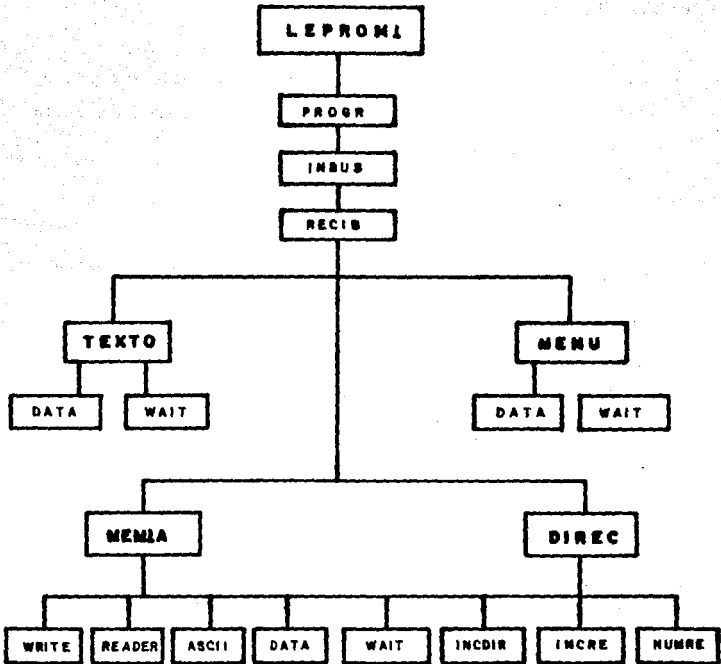 LEPROM1
PROGR
INBUS
RECIB
TEXTO
MENU
DATA
WAIT
DATA
WAIT
MEM1A
DIREC
WRITE
READER
ASCII
DATA
WAIT
INCDIR
INCRE
NUMRE